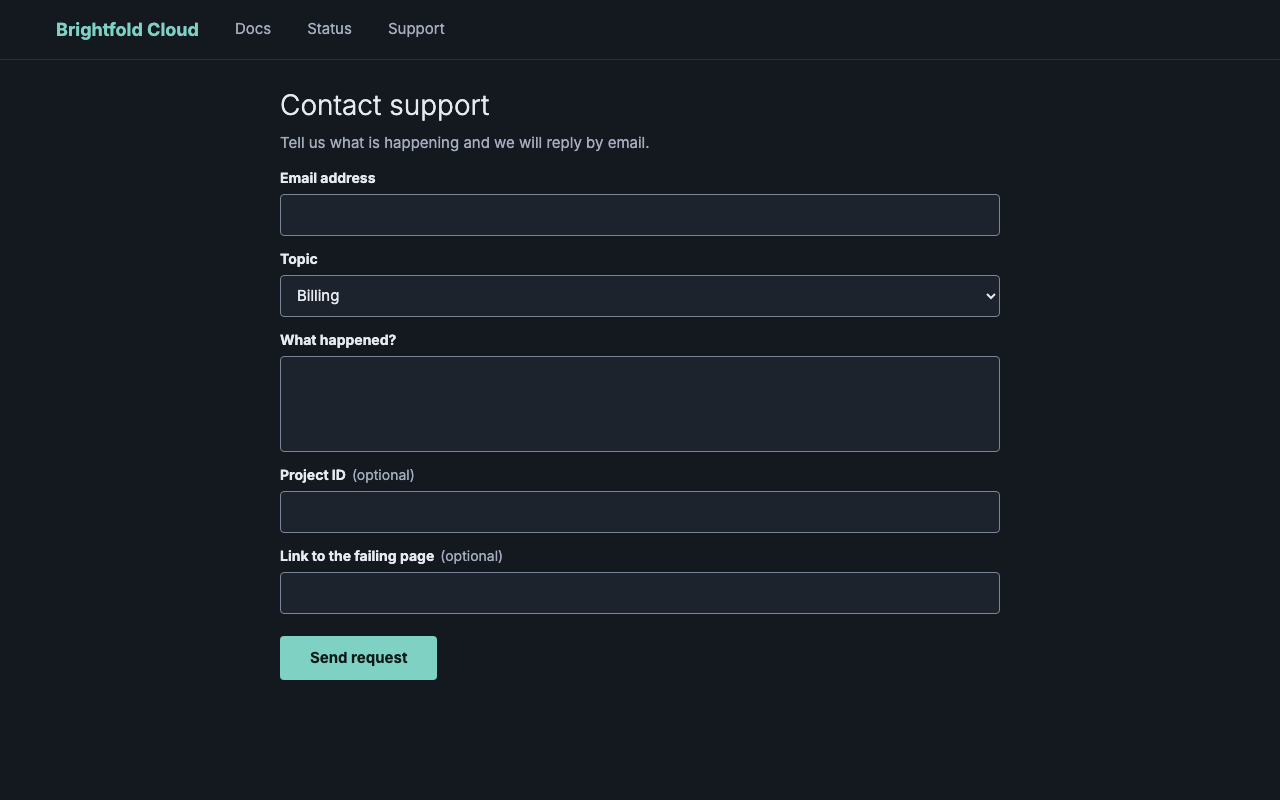 Brightfold Cloud Docs Status Support
Contact support
Tell us what is happening and we will reply by email.
Email address
Topic
Billing
What happened?
Project ID (optional)
Link to the failing page (optional)
Send request